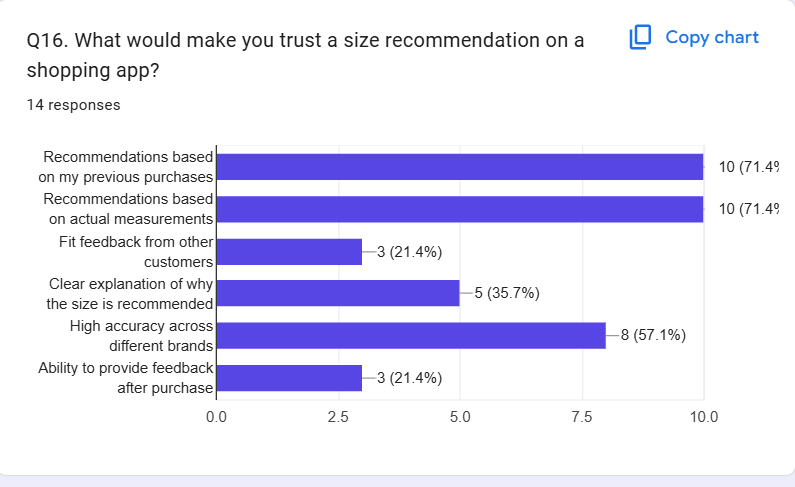 Q16. What would make you trust a size recommendation on a
shopping app?
Copy chart
14 responses
Recommendations based
on my previous purchases
10 (71.4%
Recommendations based
on actual measurements
10 (71.4%
Fit feedback from other
customers
3 (21.4%)
Clear explanation of why
the size is recommended
5 (35.7%)
High accuracy across
different brands
8 (57.1%)
Ability to provide feedback
after purchase
3 (21.4%)
0.0
2.5
5.0
7.5
10.0